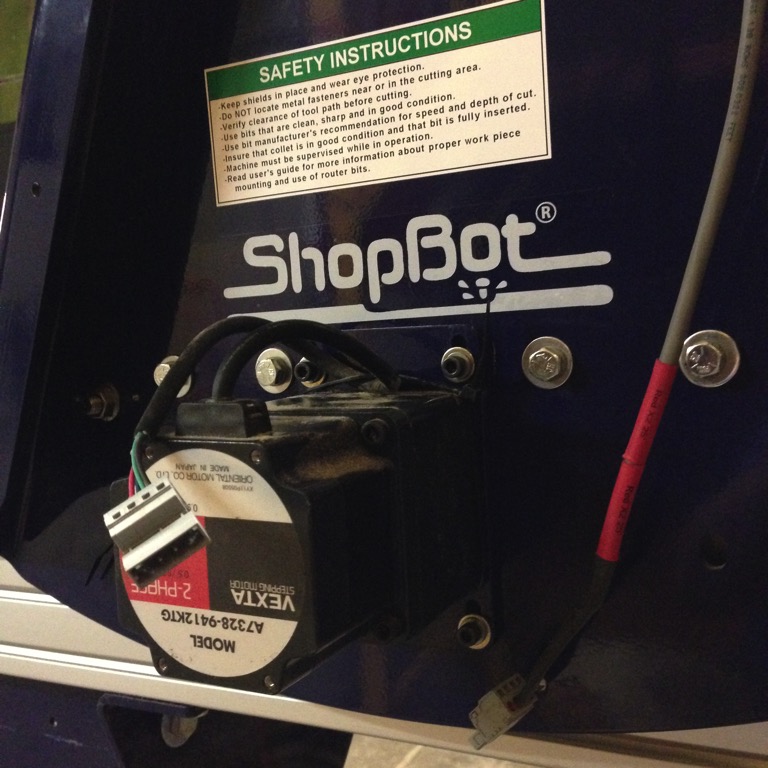 SAFETY INSTRUCTIONS
-Keep shields in place and wear eye protection.
-Do NOT locate metal fasteners near or in the cutting area.
-Verify clearance of tool path before cutting.
-Use bits that are clean, sharp and in good condition.
-Use bit manufacturer's recommendation for speed and depth of cut.
-Insure that collet is in good condition and that bit is fully inserted.
-Machine must be supervised while in operation.
-Read user's guide for more information about proper work piece
mounting and use of router bits.
ShopBot®
MODEL
A7328-9412KTG
VEXTA
STEPPING MOTOR
2-PHASE
ORIENTAL MOTOR CO., LTD.
MADE IN JAPAN